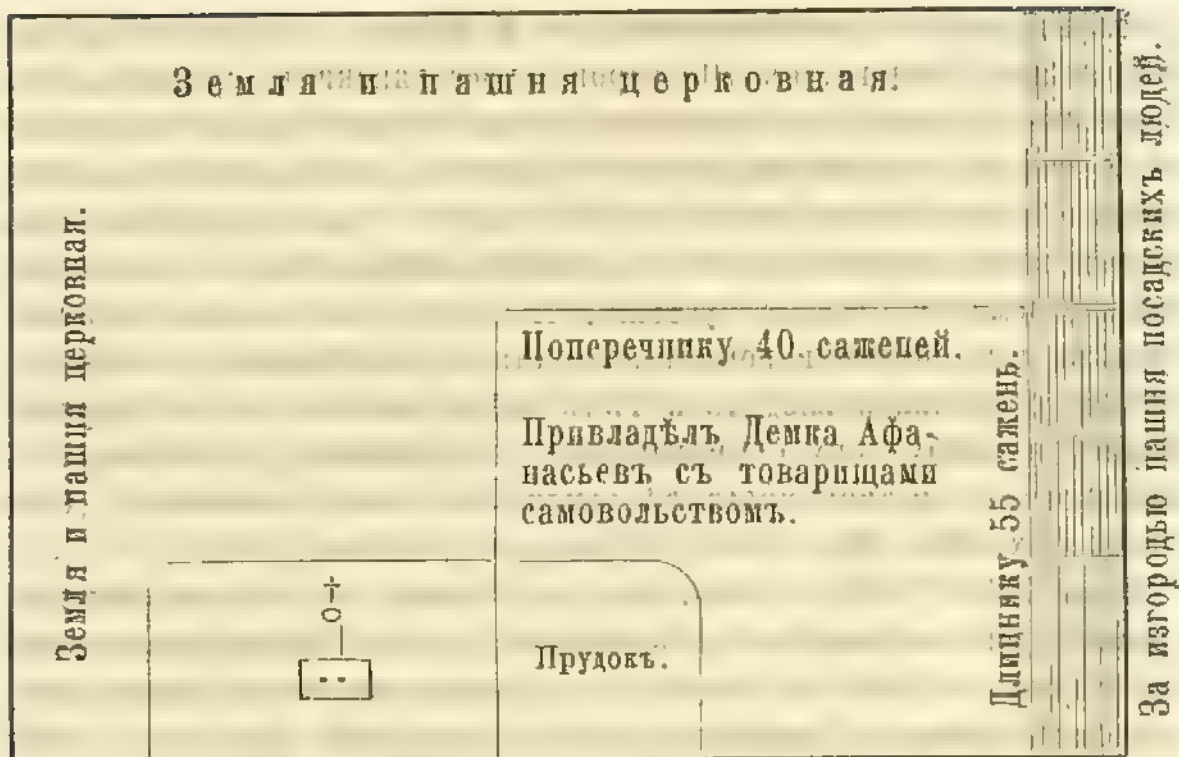 Земля и пашня церковная.
Земля и пашня церковная.
Поперечнику 40 саженей.
Привладѣлъ Демка Афа-
насьевъ съ товарищами
самовольствомъ.
Прудокъ.
Длиннику 55 сажень.
За изгородью пашня посадскихъ людей.